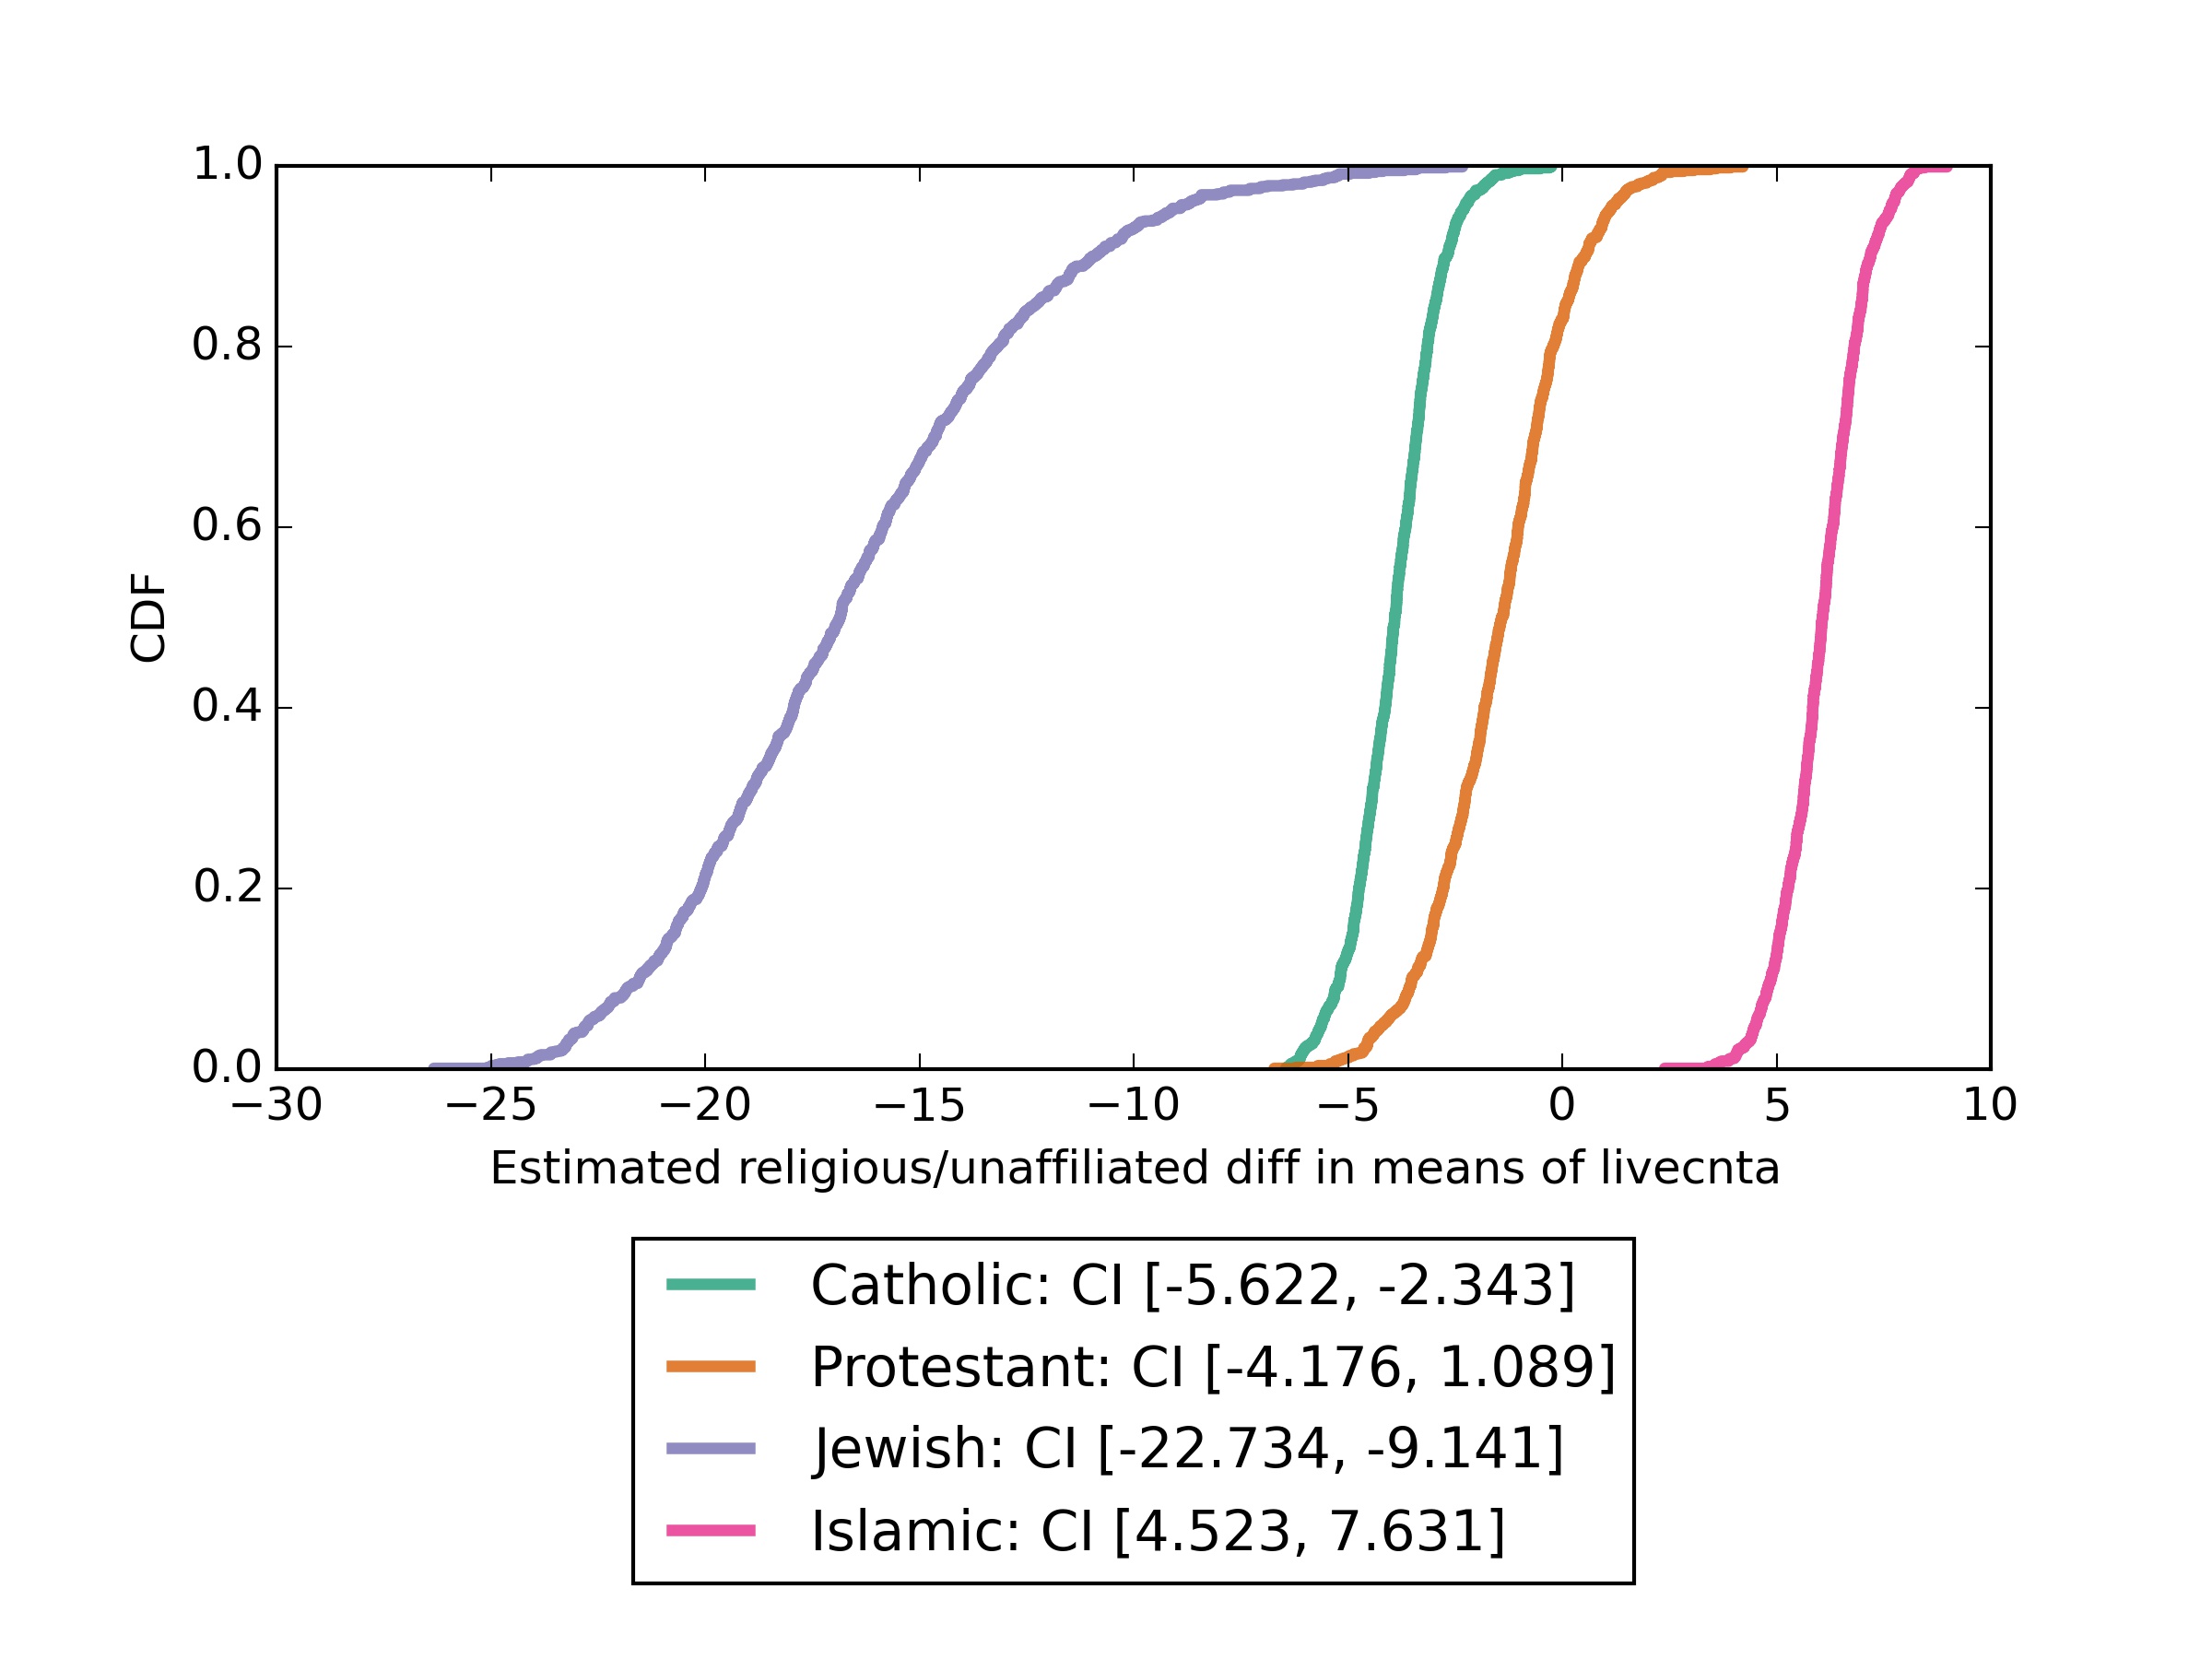 1.0
0.8
0.6
0.4
0.2
0.0
CDF
−30 −25 −20 −15 −10 −5 0 5 10
Estimated religious/unaffiliated diff in means of livecnta
Catholic: CI [-5.622, -2.343]
Protestant: CI [-4.176, 1.089]
Jewish: CI [-22.734, -9.141]
Islamic: CI [4.523, 7.631]